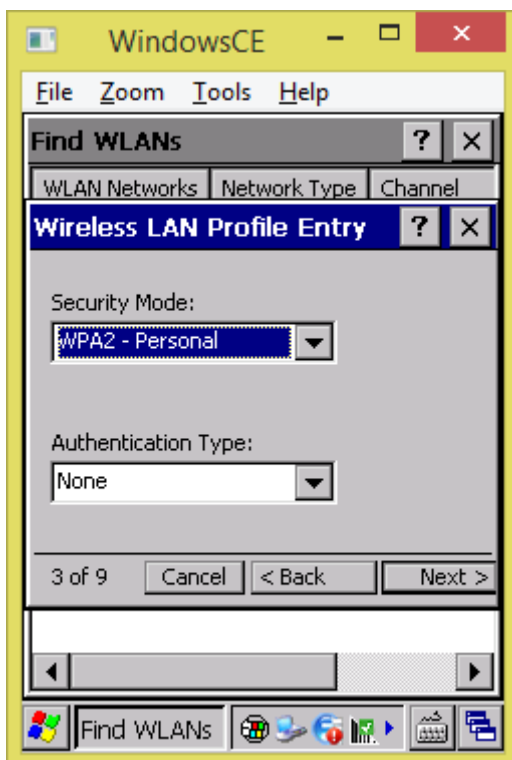 WindowsCE
File Zoom Tools Help
Find WLANs ?
WLAN Networks Network Type Channel
Wireless LAN Profile Entry ?
Security Mode:
WPA2 - Personal
Authentication Type:
None
3 of 9 Cancel < Back Next >
Find WLANs